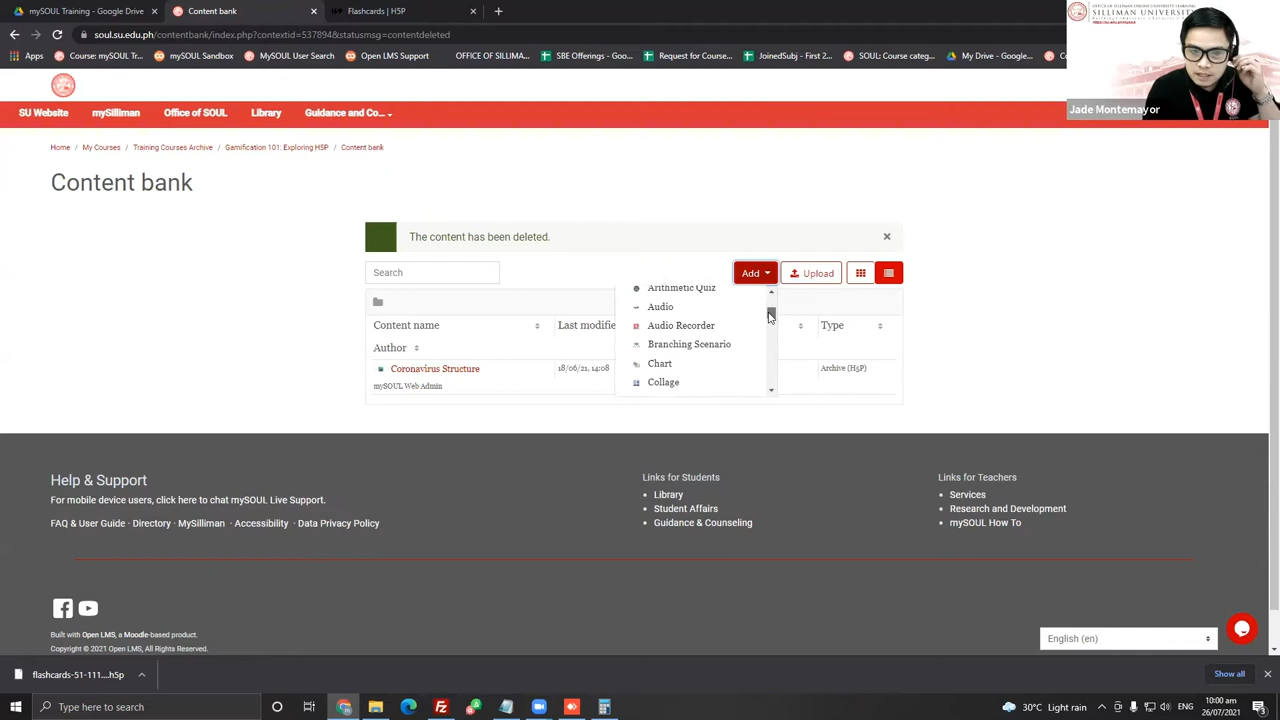 mySOUL Training - Google Drive
Content bank
Flashcards | H5P
soul.su.edu.ph/contentbank/index.php?contextid=537894&statusmsg=contentdeleted
Apps
Course: mySOUL Tr...
mySOUL Sandbox
MySOUL User Search
Open LMS Support
SOUP
SBE Offerings - Goo...
Request for Course...
JoinedSub - First 2...
SOUL: Course categ...
My Drive - Google...
OFFICE OF SILLIMAN ONLINE UNIVERSITY LEARNING
SILLIMAN UNIVERSITY
Jade Montemayor
SU Website
mySilliman
Office of SOUL
Library
Guidance and Co...
Home / My Courses / Training Courses Archive / Gamification 101: Exploring H5P / Content bank
Content bank
The content has been deleted.
×
Search
Add
Upload
Arithmetic Quiz
Audio
Audio Recorder
Branching Scenario
Chart
Collage
Content name
Last modifie
Type
Author
Coronavirus Structure
18/06/21, 14:08
Archive (H5P)
mySOUL Web Admin
Help & Support
For mobile device users, click here to chat mySOUL Live Support.
FAQ & User Guide · Directory · MySilliman · Accessibility · Data Privacy Policy
Links for Students
Library
Student Affairs
Guidance & Counseling
Links for Teachers
Services
Research and Development
mySOUL How To
Built with Open LMS, a Moodle-based product.
Copyright © 2021 Open LMS, All Rights Reserved.
English (en)
flashcards-51-111....h5p
Show all
Type here to search
30°C Light rain
ENG
10:00 am
26/07/2021